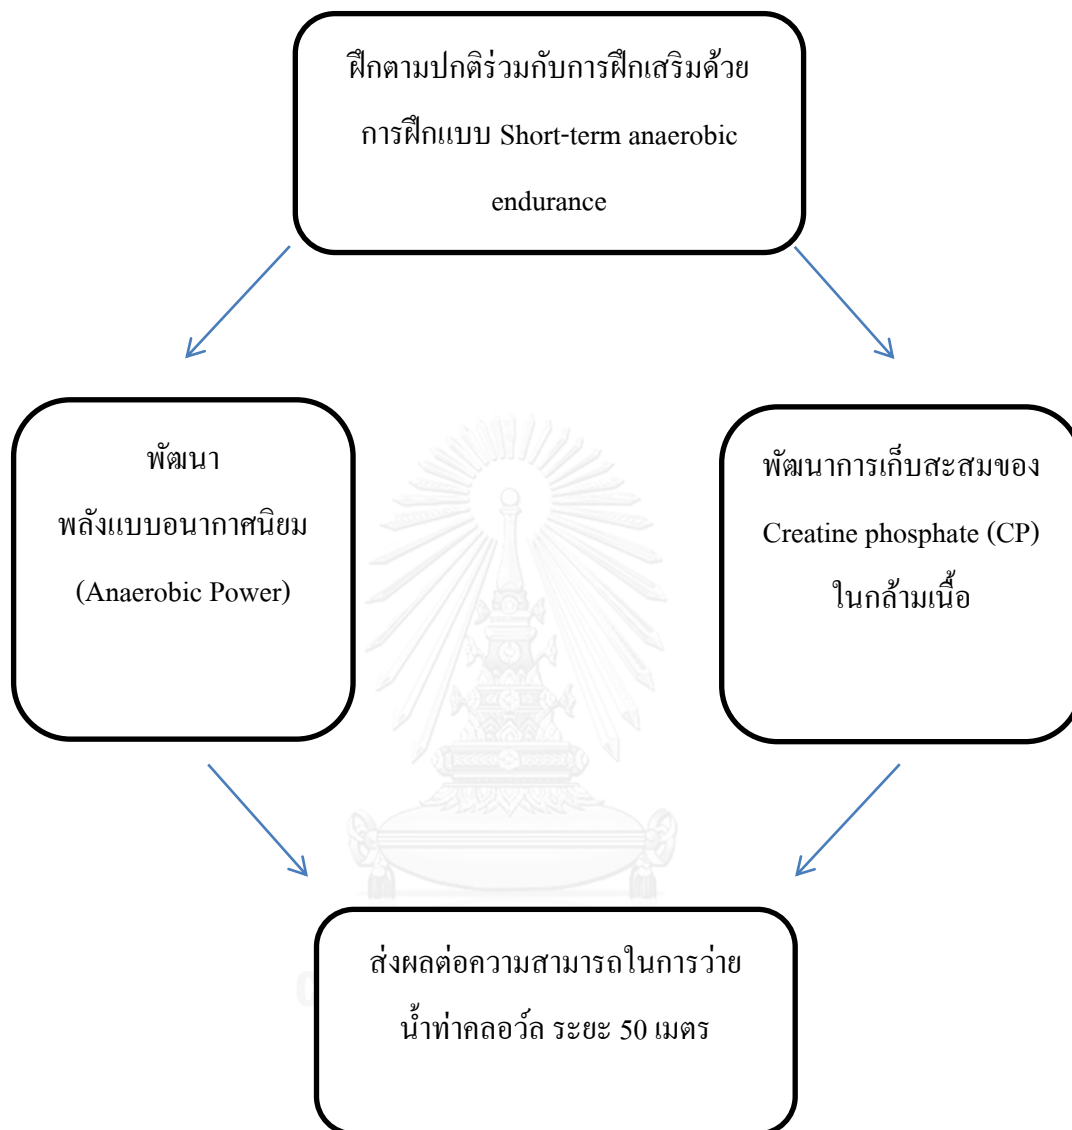 ฝึกตามปกติร่วมกับการฝึกเสริมด้วย
การฝึกแบบ Short-term anaerobic
endurance
พัฒนา
พลังแบบอนากาศนิยม
(Anaerobic Power)
พัฒนาการเก็บสะสมของ
Creatine phosphate (CP)
ในกล้ามเนื้อ
ส่งผลต่อความสามารถในการว่าย
น้ำท่าคลอว์ล ระยะ 50 เมตร